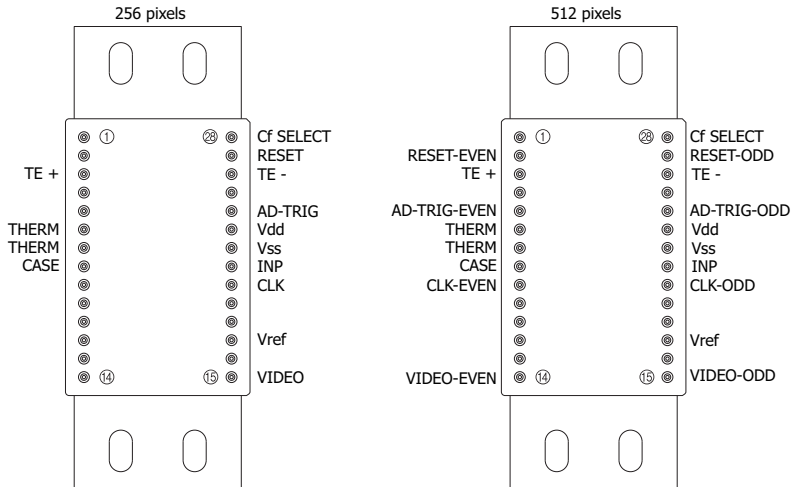 256 pixels
① ㉘ Cf SELECT
RESET
TE + TE -
AD-TRIG
THERM Vdd
THERM Vss
CASE INP
CLK
Vref
⑭ ⑮ VIDEO
512 pixels
① ㉘ Cf SELECT
RESET-EVEN RESET-ODD
TE + TE -
AD-TRIG-EVEN AD-TRIG-ODD
THERM Vdd
THERM Vss
CASE INP
CLK-EVEN CLK-ODD
Vref
VIDEO-EVEN ⑭ ⑮ VIDEO-ODD